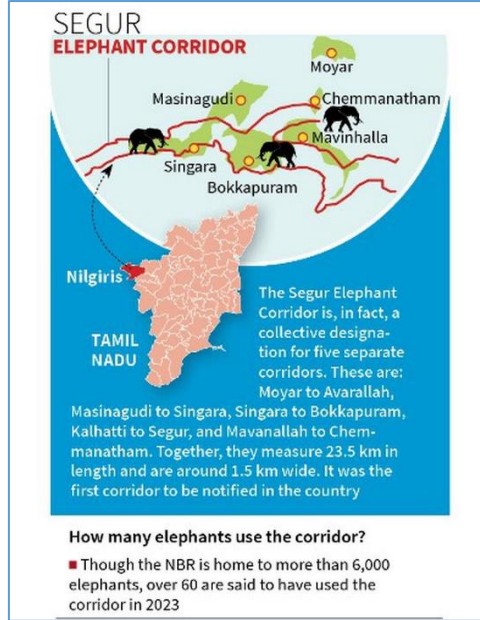 SEGUR
ELEPHANT CORRIDOR
Moyar
Masinagudi
Chemmanatham
Mavinhalla
Singara
Bokkapuram
Nilgiris
TAMIL
NADU
The Segur Elephant
Corridor is, in fact, a
collective designa-
tion for five separate
corridors. These are:
Moyar to Avarallah,
Masinagudi to Singara, Singara to Bokkapuram,
Kalhatti to Segur, and Mavanallah to Chem-
manatham. Together, they measure 23.5 km in
length and are around 1.5 km wide. It was the
first corridor to be notified in the country
How many elephants use the corridor?
■ Though the NBR is home to more than 6,000
elephants, over 60 are said to have used the
corridor in 2023